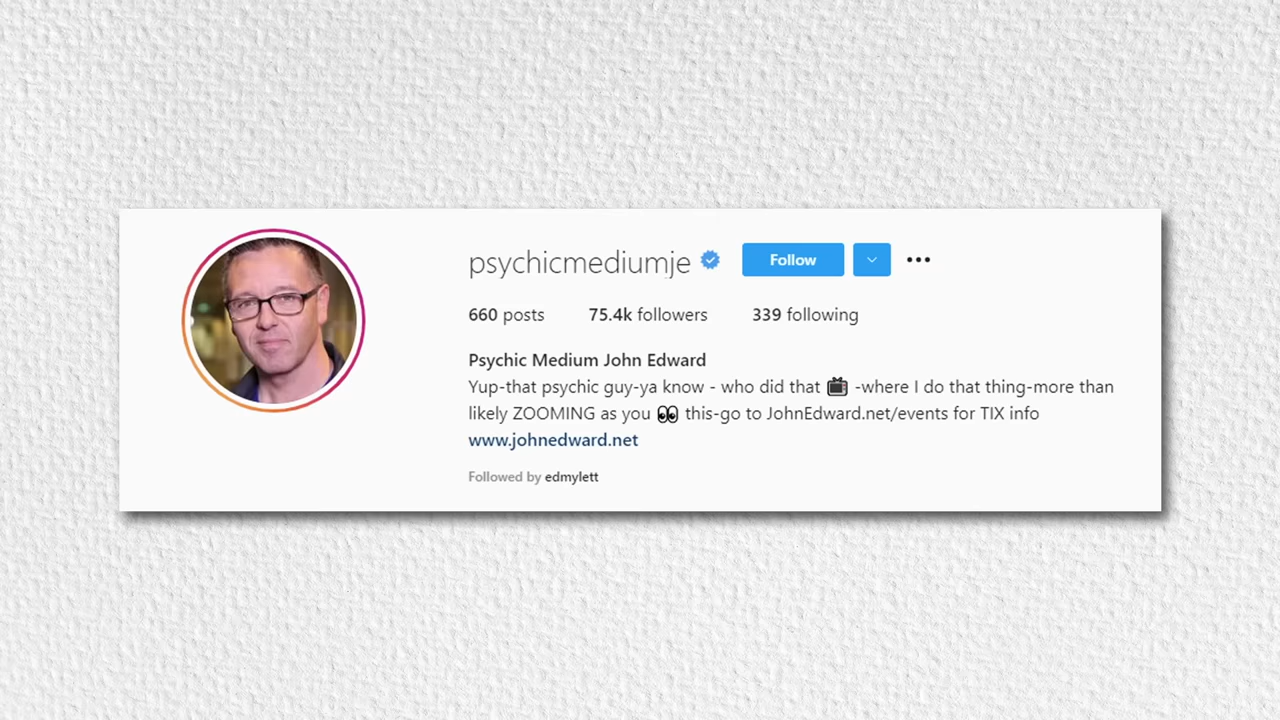 psychicmediumje Follow
660 posts 75.4k followers 339 following
Psychic Medium John Edward
Yup-that psychic guy-ya know - who did that 📺 -where I do that thing-more than
likely ZOOMING as you 👀 this-go to JohnEdward.net/events for TIX info
www.johnedward.net
Followed by edmylett